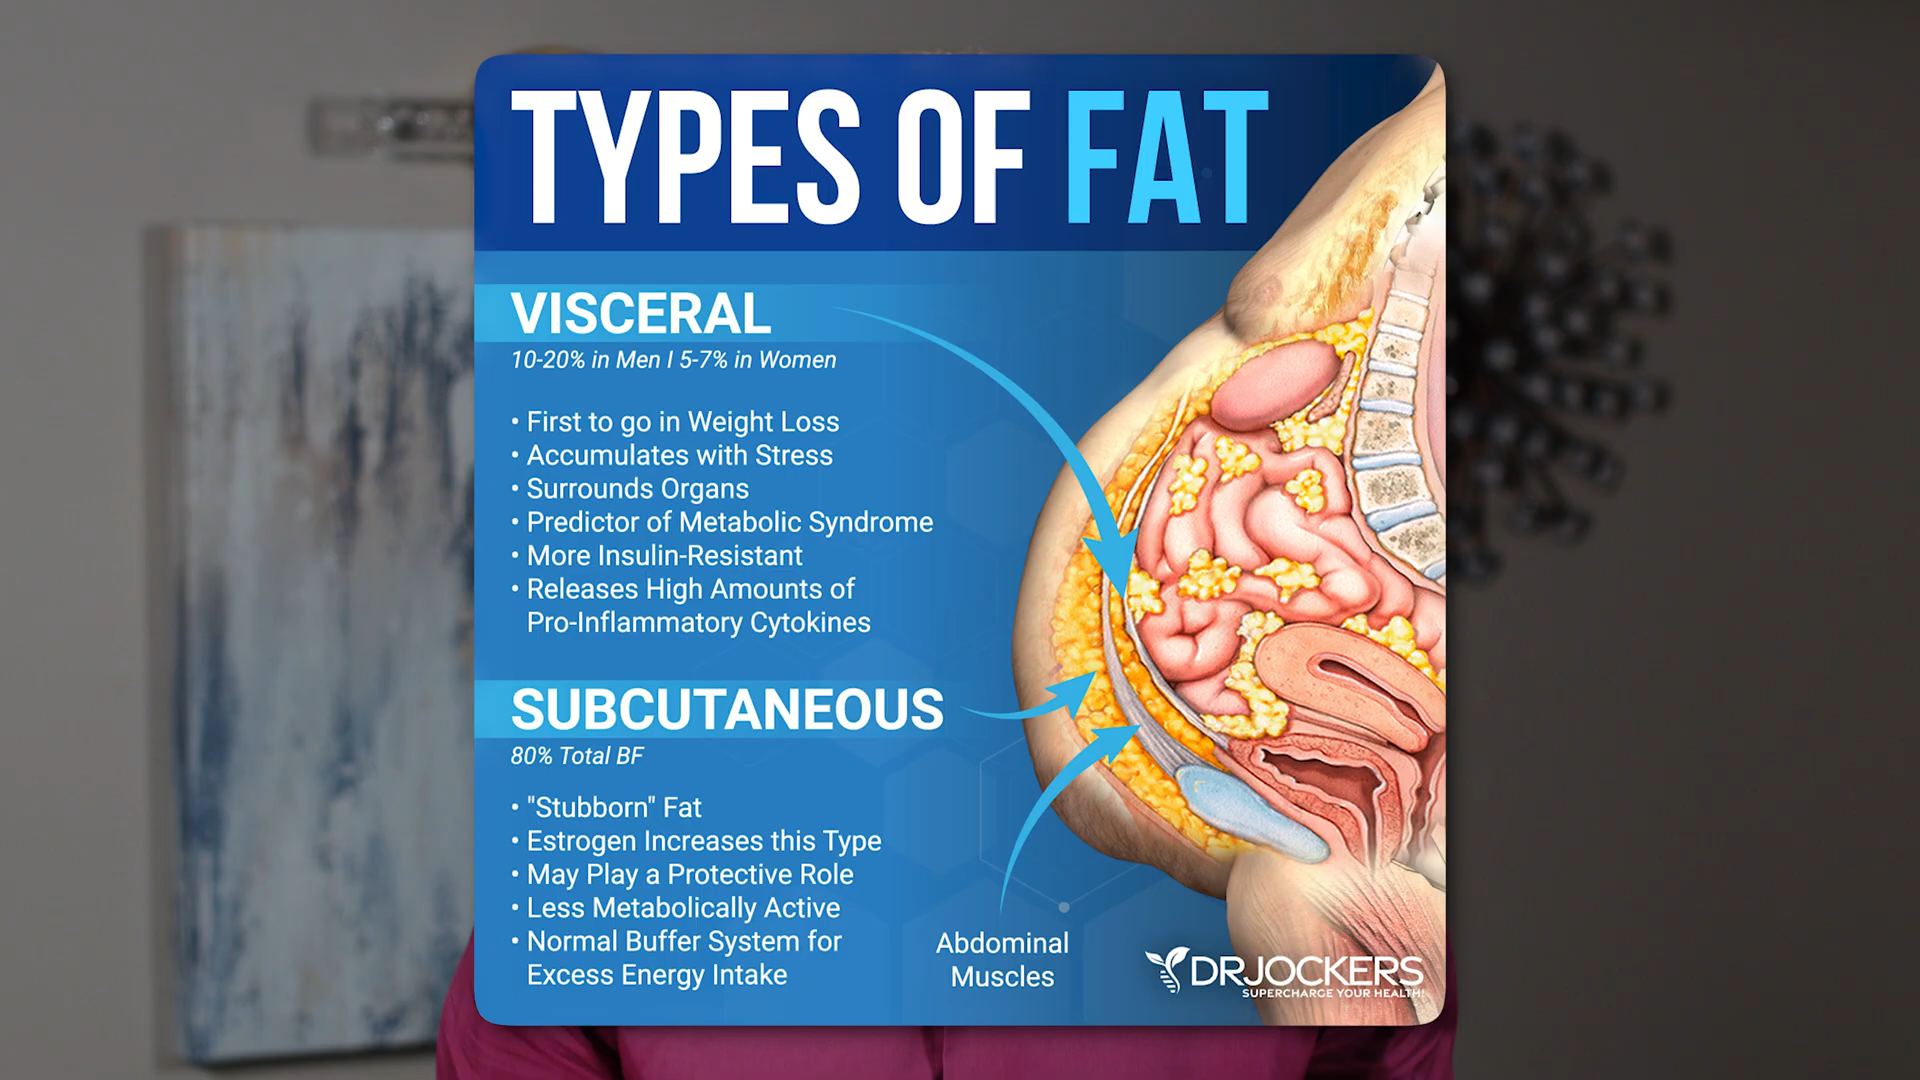 TYPES OF FAT
VISCERAL
10-20% in Men I 5-7% in Women
• First to go in Weight Loss
• Accumulates with Stress
• Surrounds Organs
• Predictor of Metabolic Syndrome
• More Insulin-Resistant
• Releases High Amounts of
Pro-Inflammatory Cytokines
SUBCUTANEOUS
80% Total BF
• "Stubborn" Fat
• Estrogen Increases this Type
• May Play a Protective Role
• Less Metabolically Active
• Normal Buffer System for
Excess Energy Intake
Abdominal
Muscles
DRJOCKERS
SUPERCHARGE YOUR HEALTH!